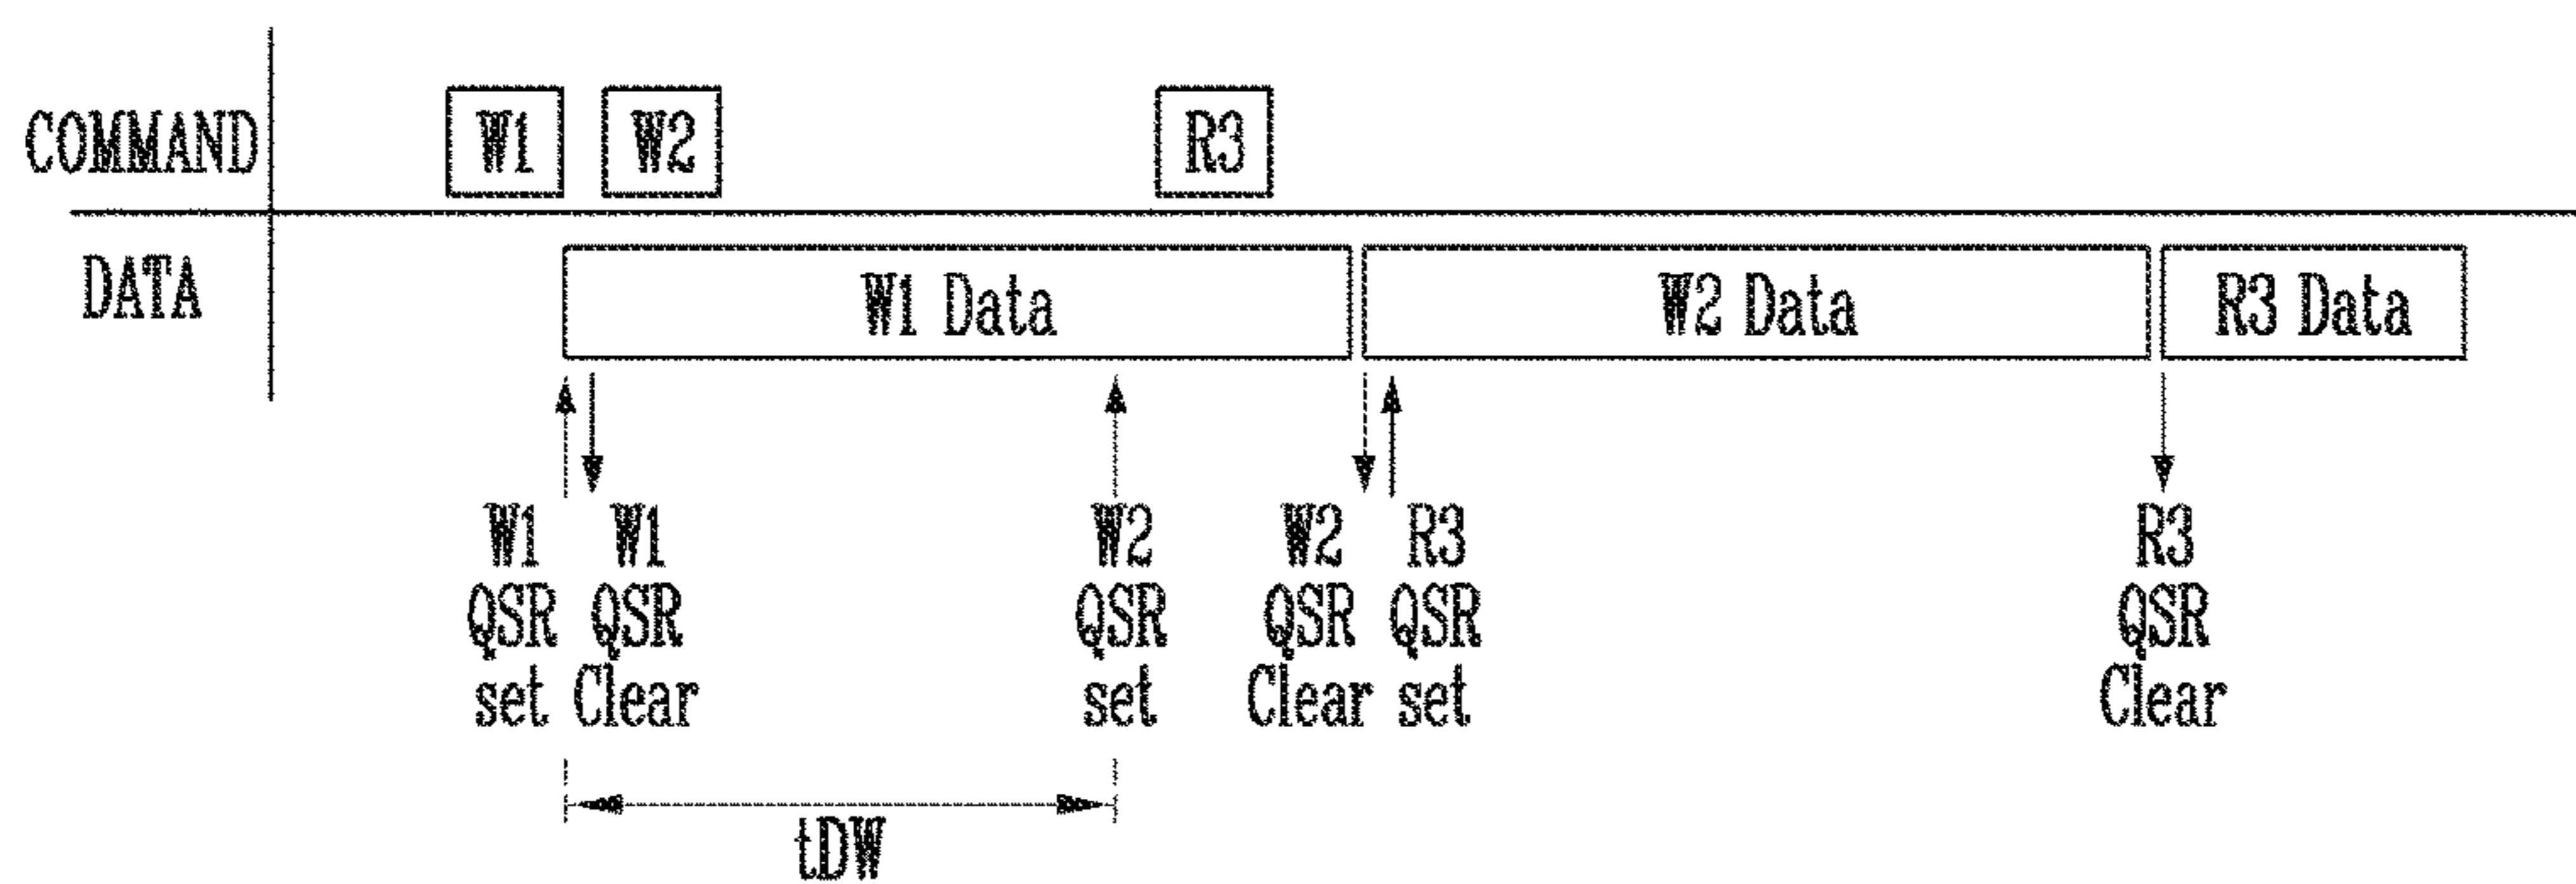 COMMAND W1 W2 R3
DATA W1 Data W2 Data R3 Data
W1 W1 W2 W2 R3 R3
QSR QSR QSR QSR QSR QSR
set Clear set Clear set Clear
tDW